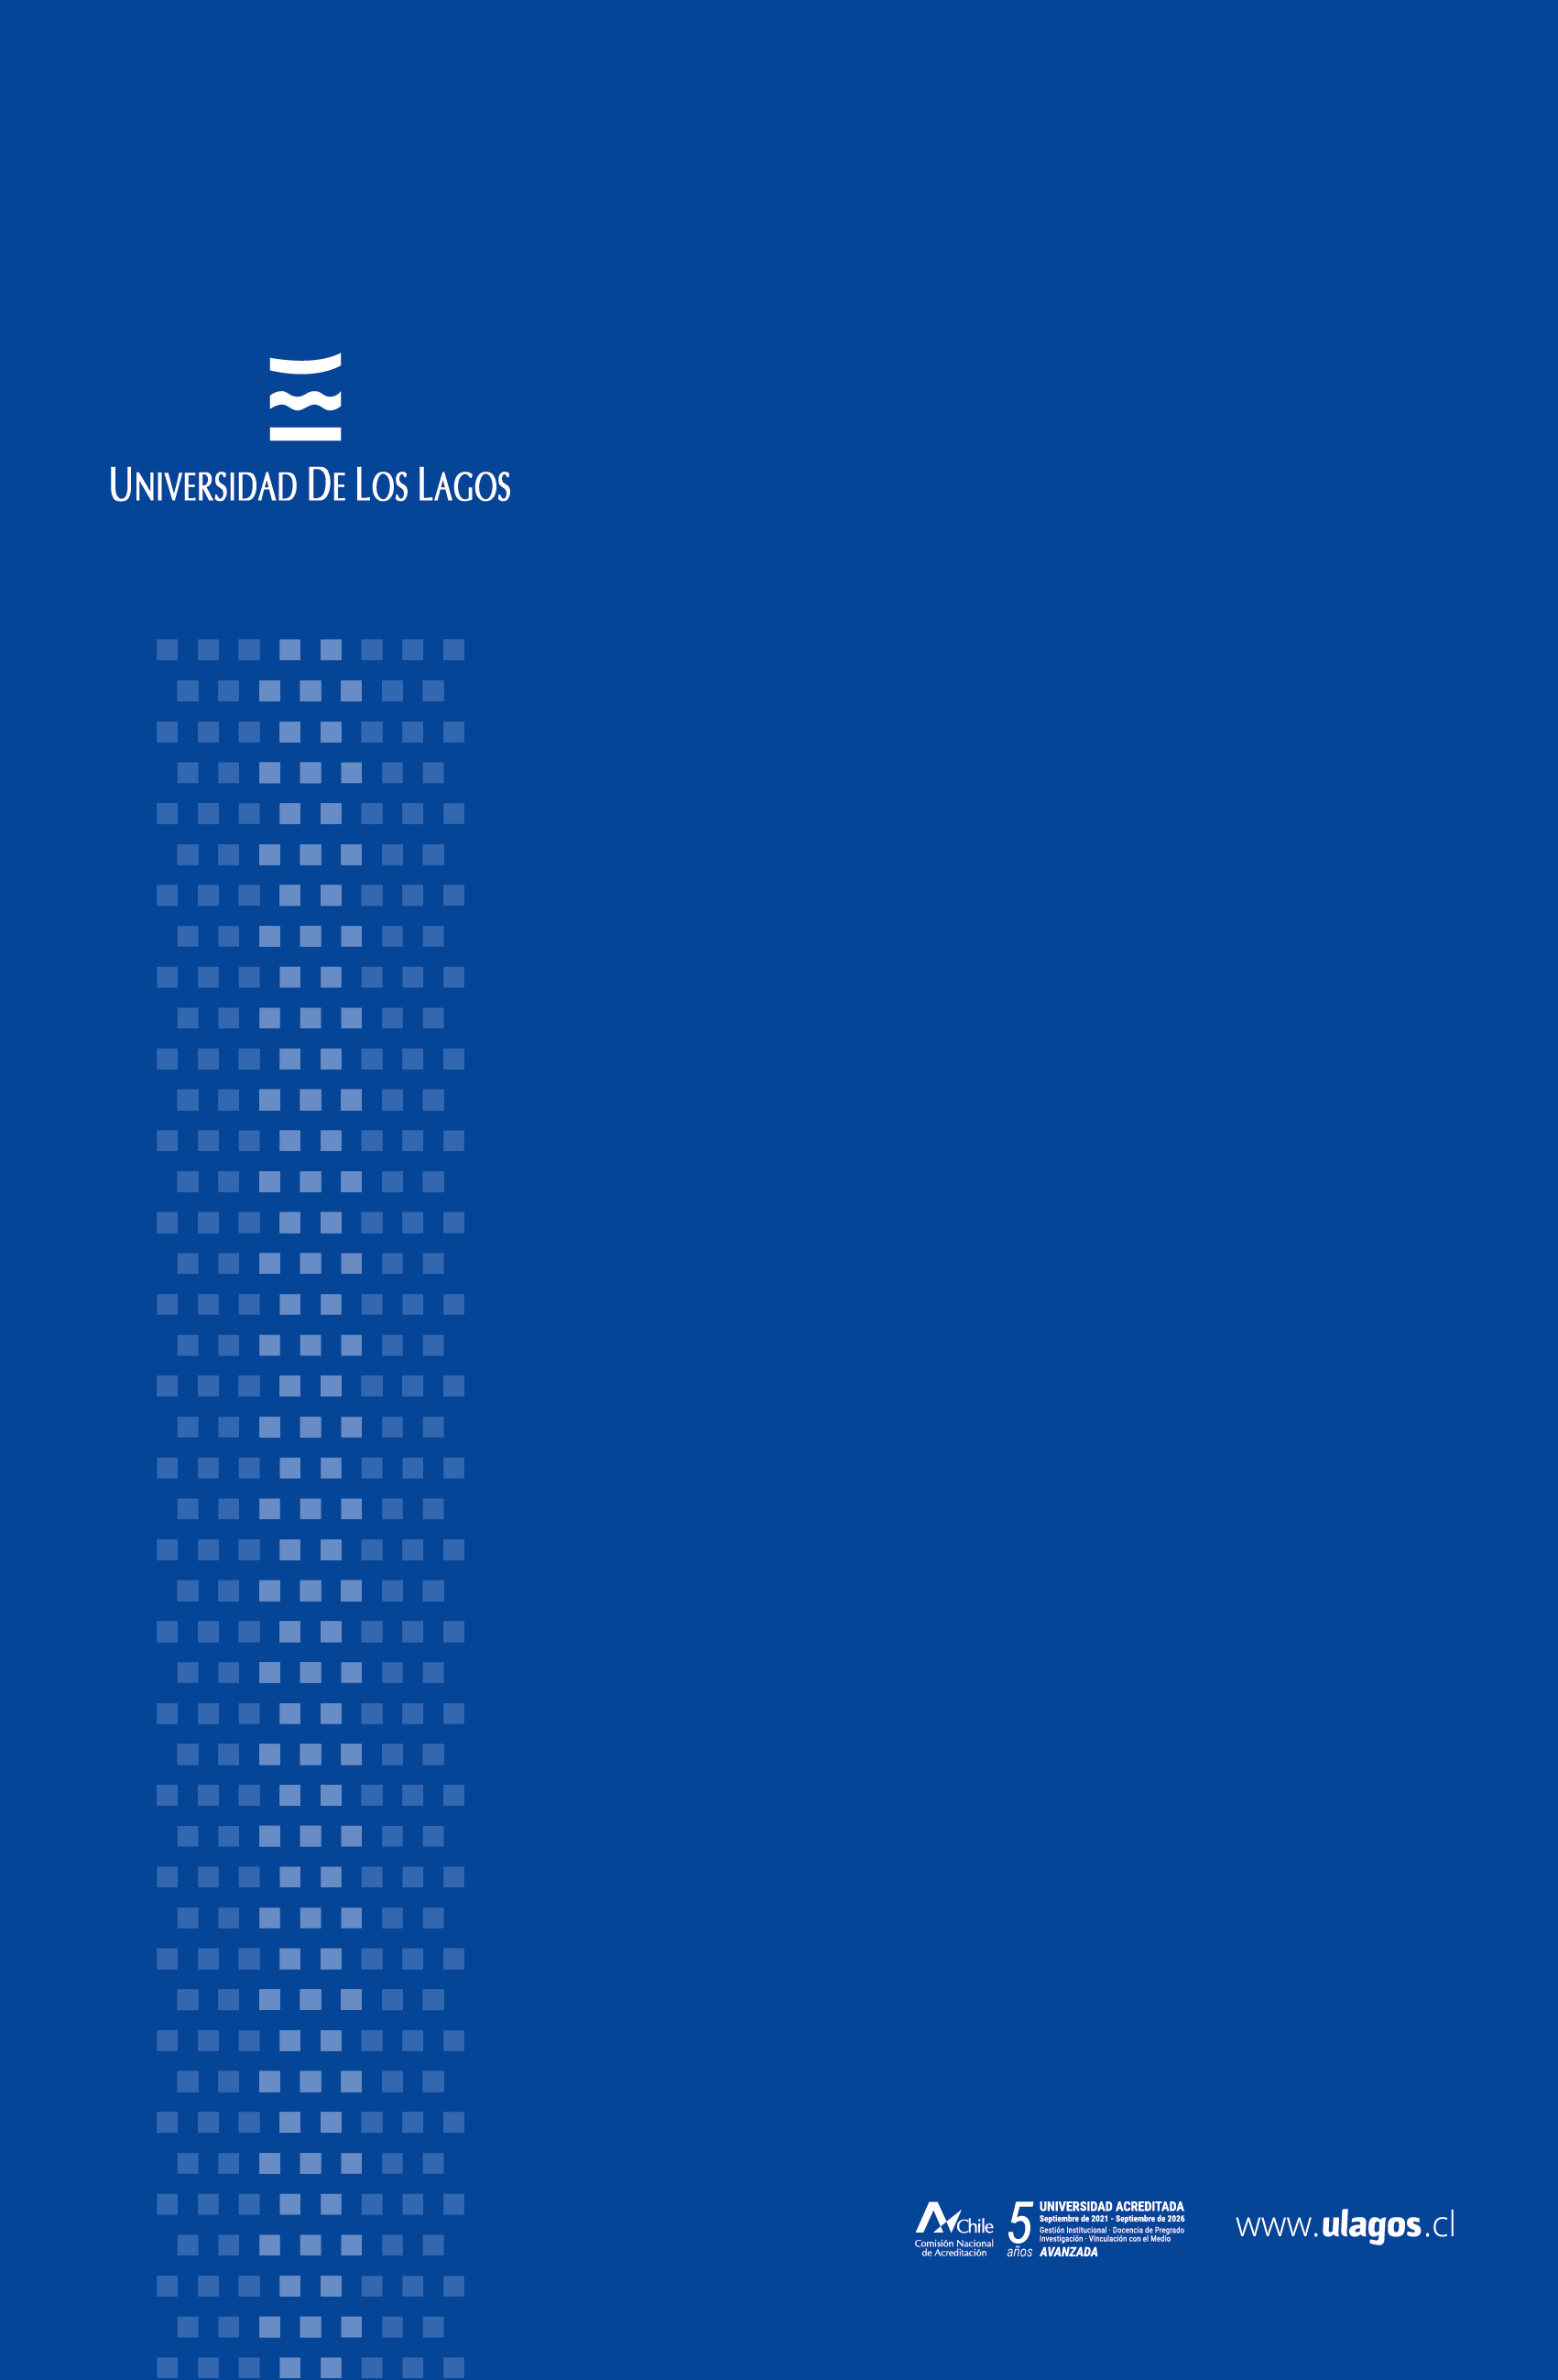 UNIVERSIDAD DE LOS LAGOS
Chile
Comisión Nacional
de Acreditación
5
años
UNIVERSIDAD ACREDITADA
Septiembre de 2021 - Septiembre de 2026
Gestión Institucional · Docencia de Pregrado
Investigación · Vinculación con el Medio
AVANZADA
www.ulagos.cl